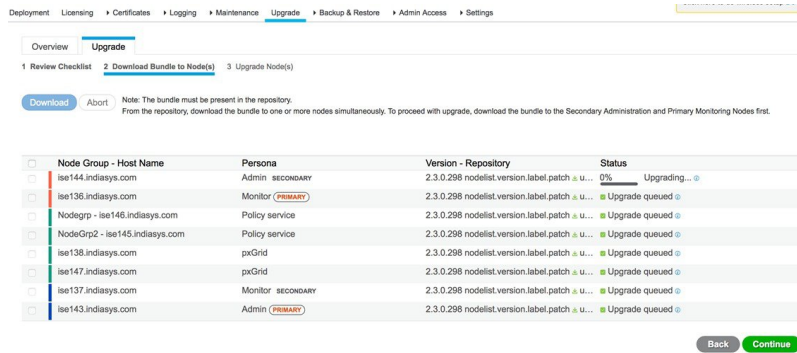 Deployment Licensing Certificates Logging Maintenance Upgrade Backup & Restore Admin Access Settings
Overview Upgrade
1 Review Checklist 2 Download Bundle to Node(s) 3 Upgrade Node(s)
Download Abort Note: The bundle must be present in the repository.
From the repository, download the bundle to one or more nodes simultaneously. To proceed with upgrade, download the bundle to the Secondary Administration and Primary Monitoring Nodes first.
Node Group - Host Name Persona Version - Repository Status
ise144.indiasys.com Admin SECONDARY 2.3.0.298 nodelist.version.label.patch u... 0% Upgrading...
ise136.indiasys.com Monitor PRIMARY 2.3.0.298 nodelist.version.label.patch u... Upgrade queued
Nodegrp - ise146.indiasys.com Policy service 2.3.0.298 nodelist.version.label.patch u... Upgrade queued
NodeGrp2 - ise145.indiasys.com Policy service 2.3.0.298 nodelist.version.label.patch u... Upgrade queued
ise138.indiasys.com pxGrid 2.3.0.298 nodelist.version.label.patch u... Upgrade queued
ise147.indiasys.com pxGrid 2.3.0.298 nodelist.version.label.patch u... Upgrade queued
ise137.indiasys.com Monitor SECONDARY 2.3.0.298 nodelist.version.label.patch u... Upgrade queued
ise143.indiasys.com Admin PRIMARY 2.3.0.298 nodelist.version.label.patch u... Upgrade queued
Back Continue